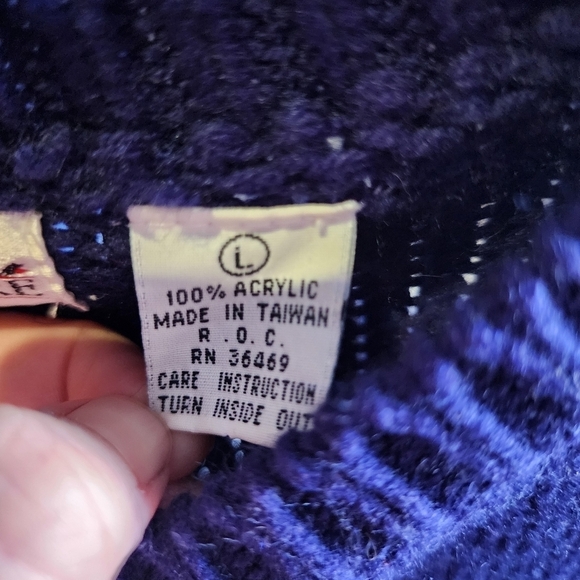 L
100% ACRYLIC
MADE IN TAIWAN
R .O. C.
RN 36469
CARE INSTRUCTION
TURN INSIDE OUT